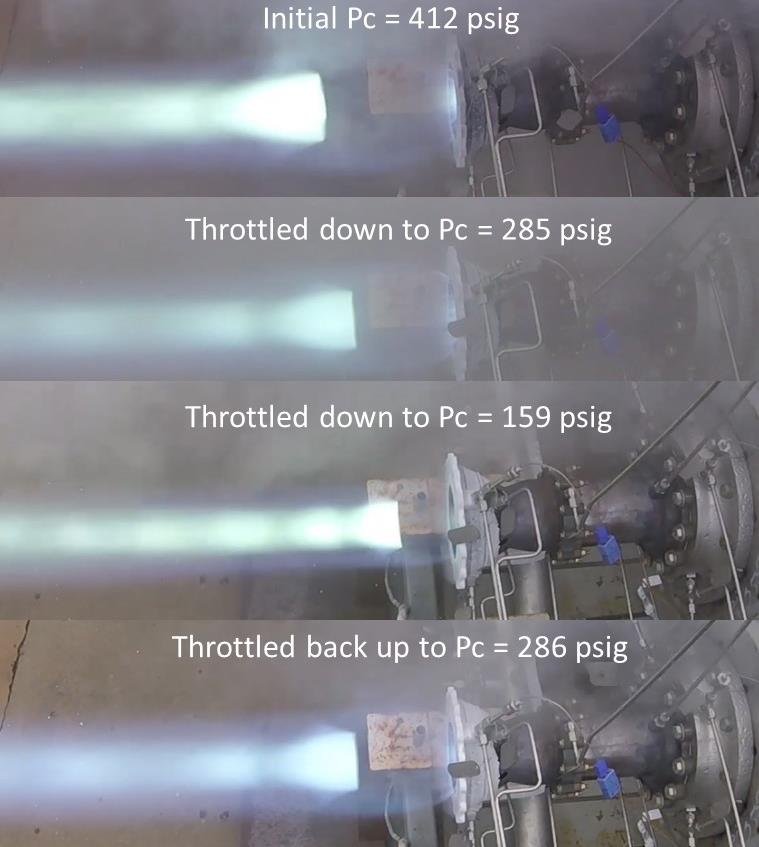 Initial Pc = 412 psig
Throttled down to Pc = 285 psig
Throttled down to Pc = 159 psig
Throttled back up to Pc = 286 psig